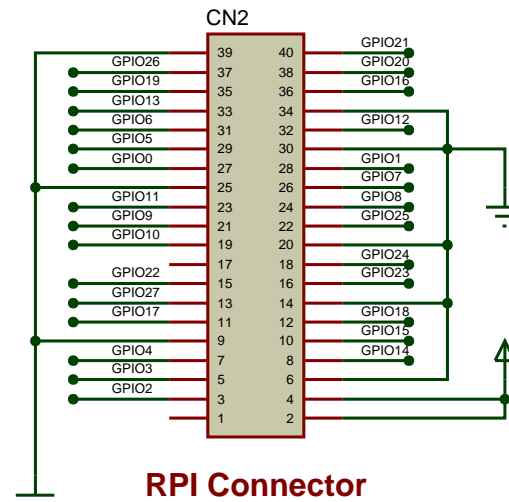 CN2
39 40 GPIO21
GPIO26 37 38 GPIO20
GPIO19 35 36 GPIO16
GPIO13 33 34
GPIO6 31 32 GPIO12
GPIO5 29 30
GPIO0 27 28 GPIO1
25 26 GPIO7
GPIO11 23 24 GPIO8
GPIO9 21 22 GPIO25
GPIO10 19 20
17 18 GPIO24
GPIO22 15 16 GPIO23
GPIO27 13 14
GPIO17 11 12 GPIO18
9 10 GPIO15
GPIO4 7 8 GPIO14
GPIO3 5 6
GPIO2 3 4
1 2
RPI Connector